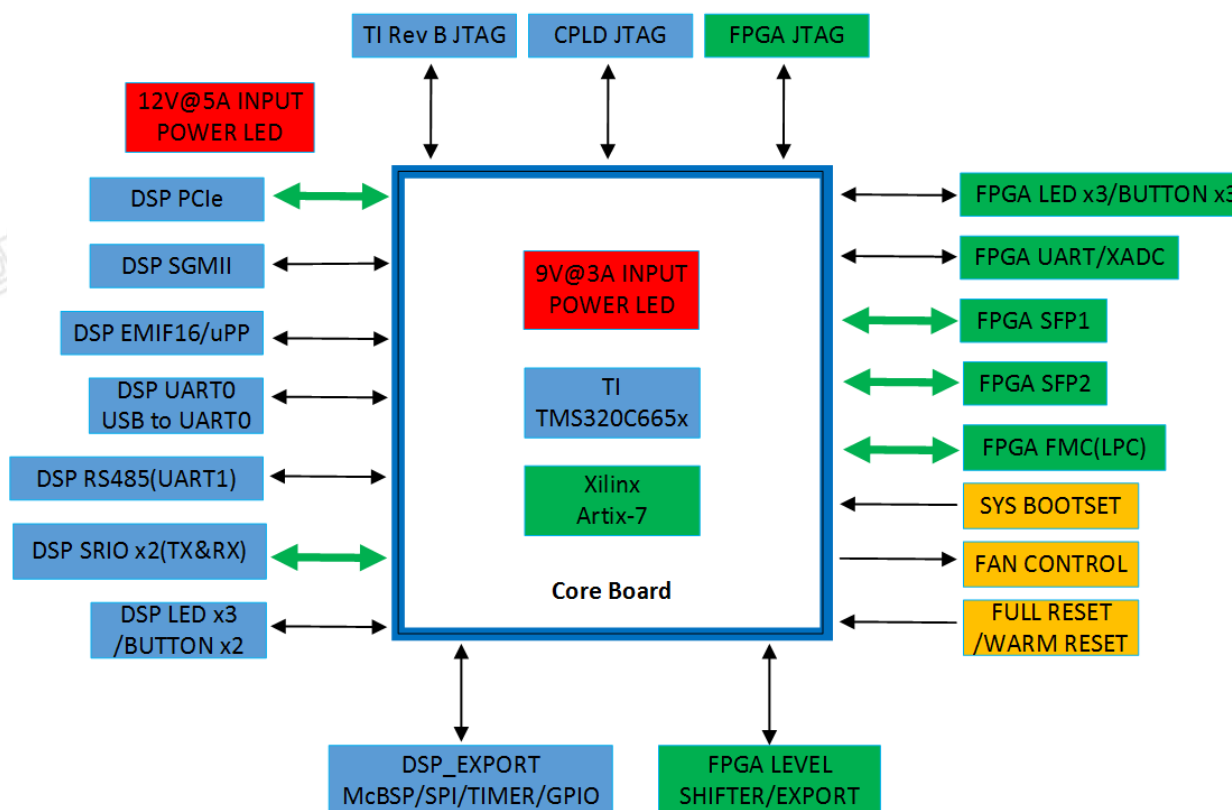 TI Rev B JTAG
CPLD JTAG
FPGA JTAG
12V@5A INPUT
POWER LED
DSP PCIe
DSP SGMII
DSP EMIF16/uPP
DSP UART0
USB to UART0
DSP RS485(UART1)
DSP SRIO x2(TX&RX)
DSP LED x3
/BUTTON x2
9V@3A INPUT
POWER LED
TI
TMS320C665x
Xilinx
Artix-7
Core Board
FPGA LED x3/BUTTON x3
FPGA UART/XADC
FPGA SFP1
FPGA SFP2
FPGA FMC(LPC)
SYS BOOTSET
FAN CONTROL
FULL RESET
/WARM RESET
DSP_EXPORT
McBSP/SPI/TIMER/GPIO
FPGA LEVEL
SHIFTER/EXPORT